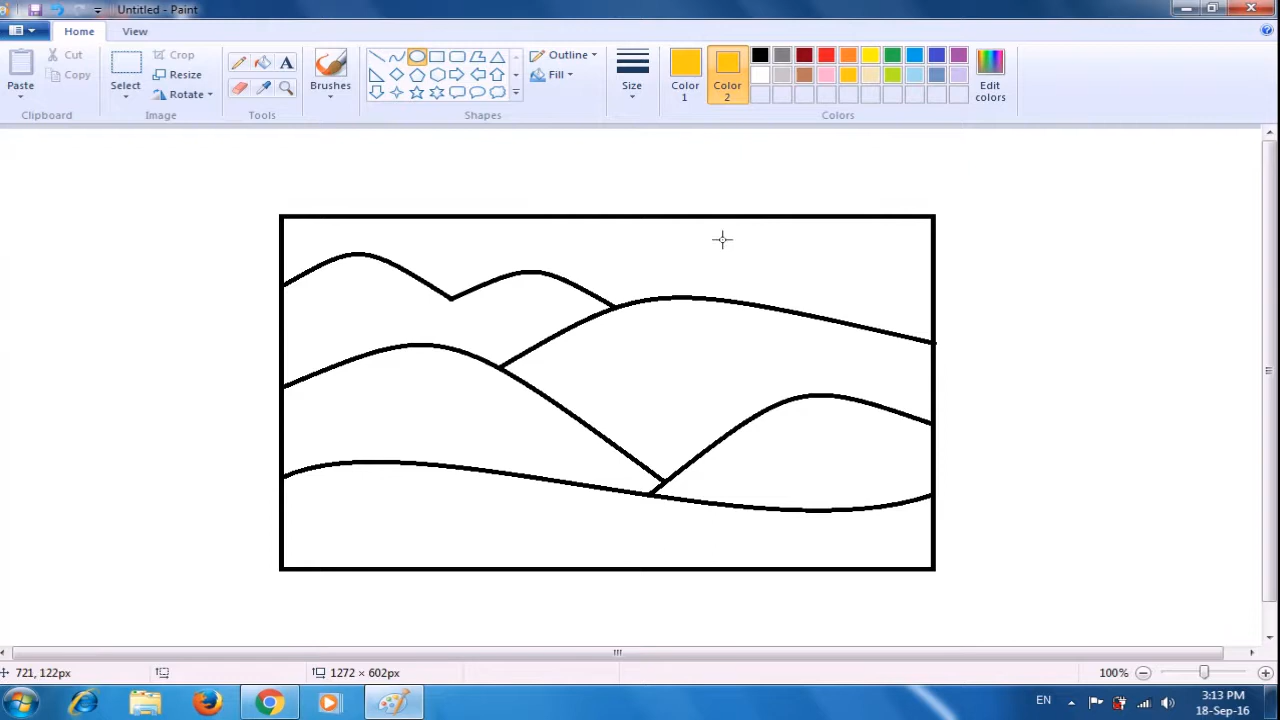 Untitled - Paint
Home
View
Paste
Cut
Copy
Clipboard
Select
Crop
Resize
Rotate
Image
Tools
Brushes
Outline
Fill
Shapes
Size
Color 1
Color 2
Edit colors
Colors
721, 122px
1272 × 602px
100%
EN
3:13 PM
18-Sep-16